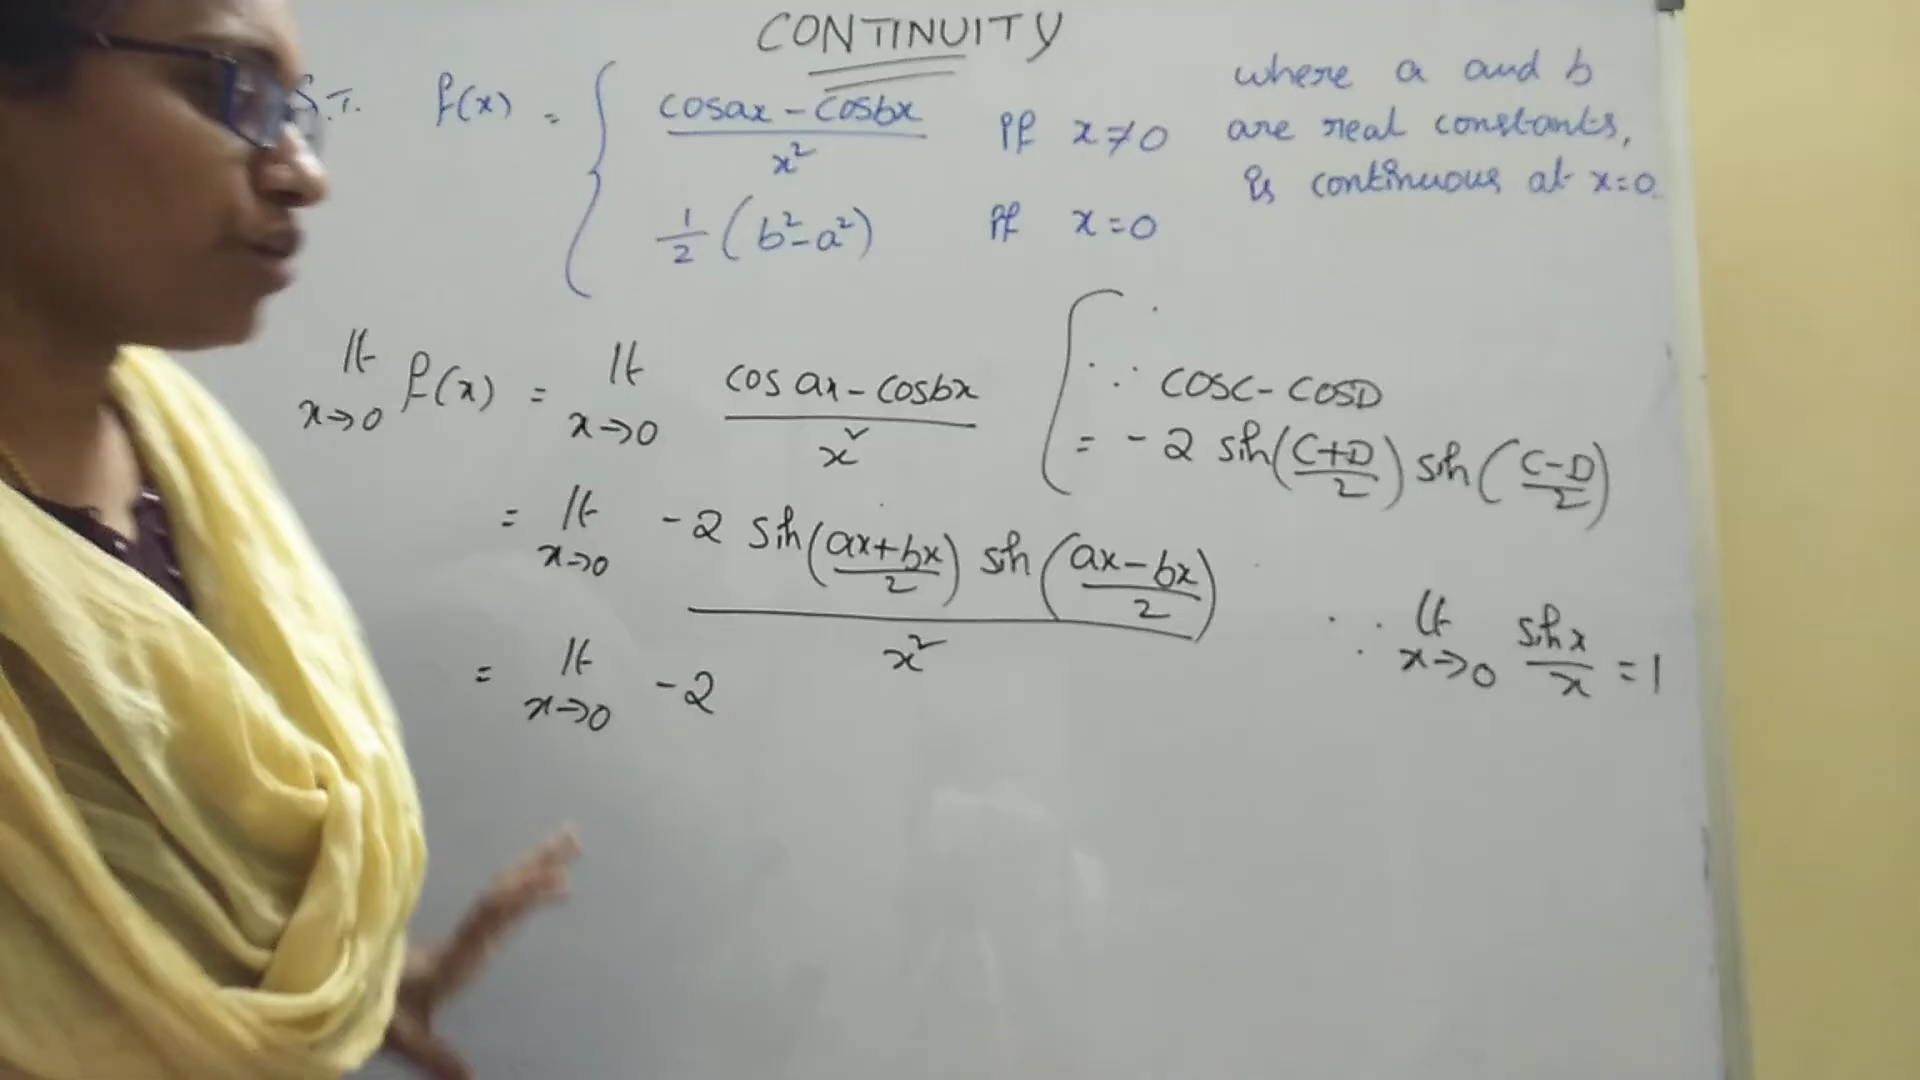 CONTINUITY
S.T. f(x) = { (cosax - cosbx)/x² if x ≠ 0
1/2 (b² - a²) if x = 0
where a and b
are real constants,
is continuous at x=0.
lt x→0 f(x) = lt x→0 (cos ax - cosbx)/x²
∵ cosC - cosD
= -2 sin((C+D)/2) sin((C-D)/2)
= lt x→0 (-2 sin((ax+bx)/2) sin((ax-bx)/2))/x²
∵ lt x→0 sin x/x = 1
= lt x→0 -2